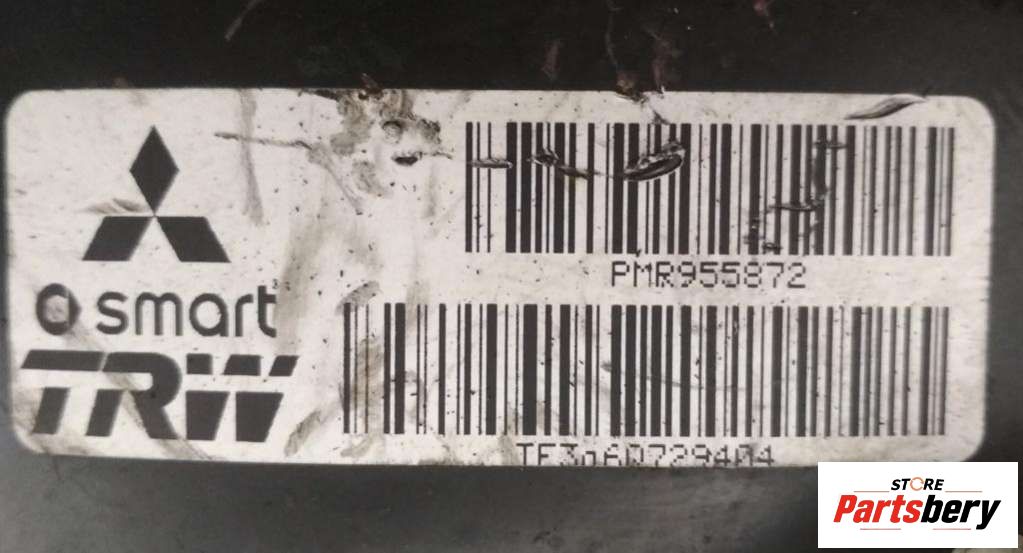 PMR955872
smart
TRW
STORE
Partsbery